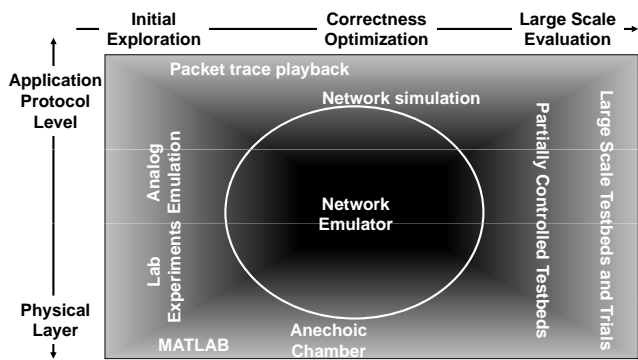 Initial
Exploration
Correctness
Optimization
Large Scale
Evaluation
Application
Protocol
Level
Physical
Layer
Packet trace playback
Network simulation
Analog
Emulation
Lab
Experiments
Network
Emulator
Partially Controlled Testbeds
Large Scale Testbeds and Trials
MATLAB
Anechoic
Chamber